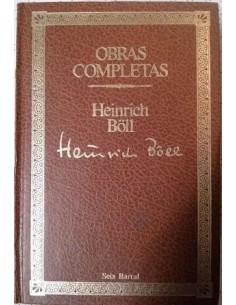 OBRAS
COMPLETAS
Heinrich
Böll
Heinrich Böll
Seix Barral